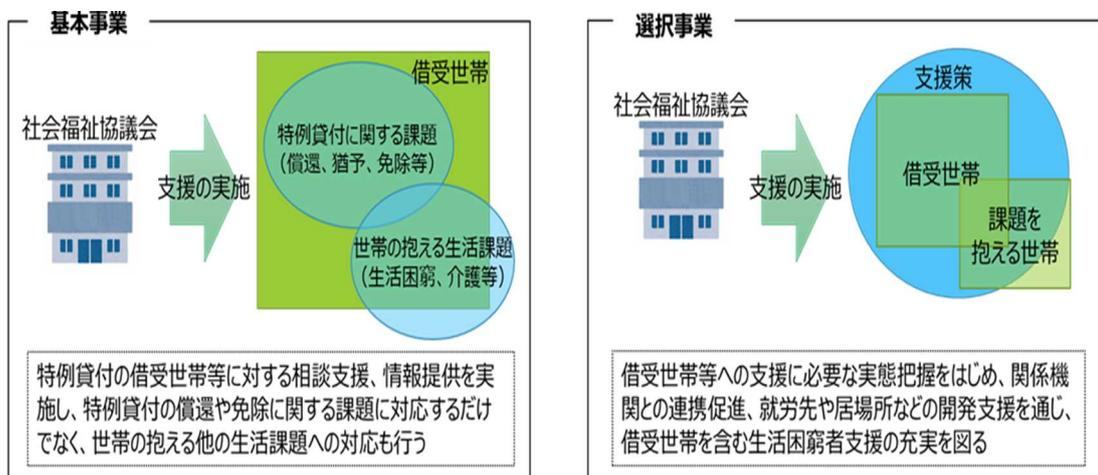 基本事業
借受世帯
社会福祉協議会
特例貸付に関する課題
（償還、猶予、免除等）
支援の実施
世帯の抱える生活課題
（生活困窮、介護等）
特例貸付の借受世帯等に対する相談支援、情報提供を実
施し、特例貸付の償還や免除に関する課題に対応するだけ
でなく、世帯の抱える他の生活課題への対応も行う
選択事業
支援策
社会福祉協議会
借受世帯
支援の実施
課題を
抱える世帯
借受世帯等への支援に必要な実態把握をはじめ、関係機
関との連携促進、就労先や居場所などの開発支援を通じ、
借受世帯を含む生活困窮者支援の充実を図る